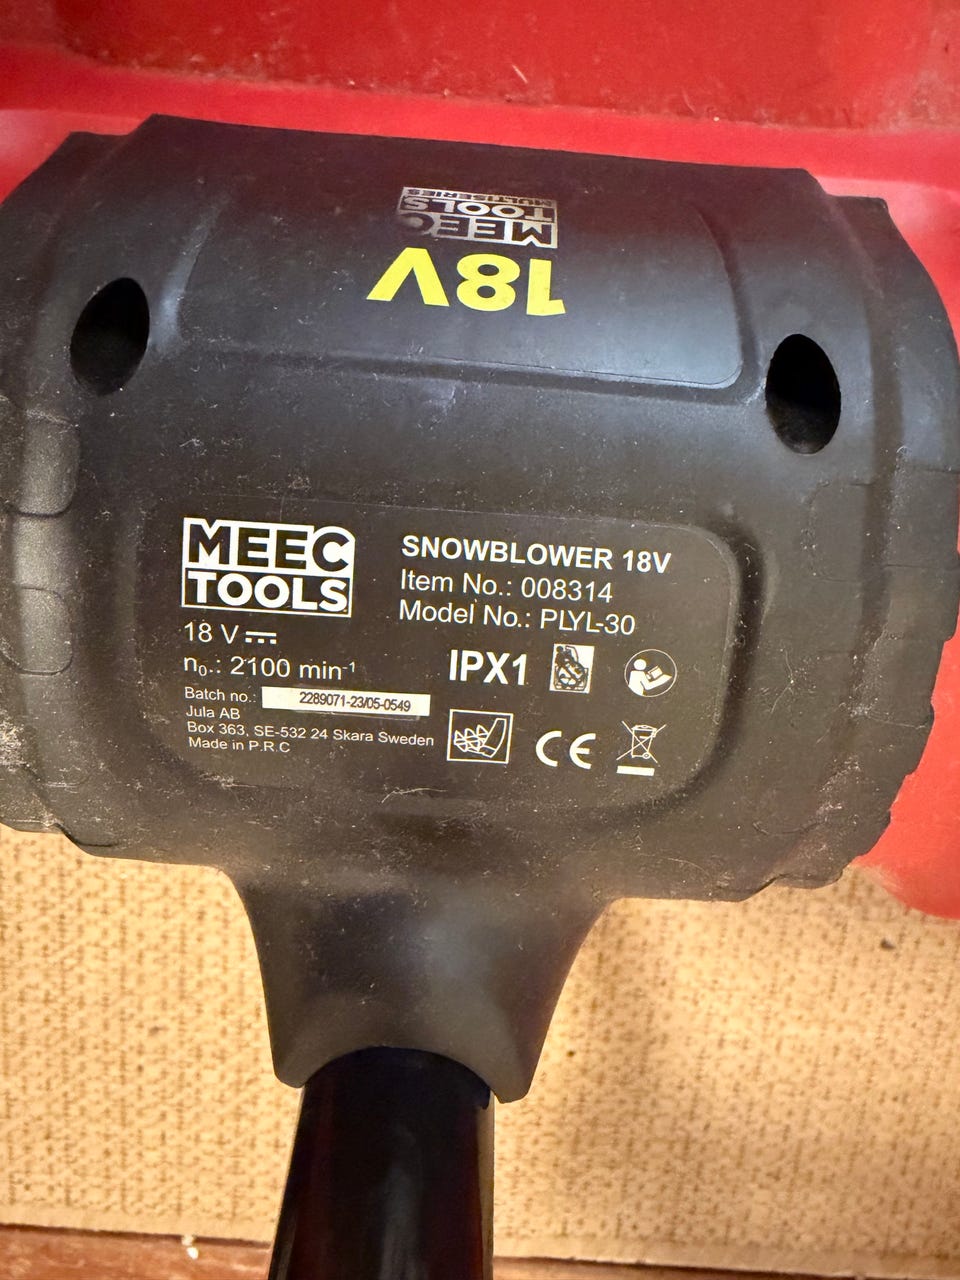 MULTISERIES
TOOLS
MEEC
18V
MEEC
TOOLS
18 V
n₀.: 2100 min⁻¹
Batch no.: 2289071-23/05-0549
Jula AB
Box 363, SE-532 24 Skara Sweden
Made in P.R.C
SNOWBLOWER 18V
Item No.: 008314
Model No.: PLYL-30
IPX1
CE